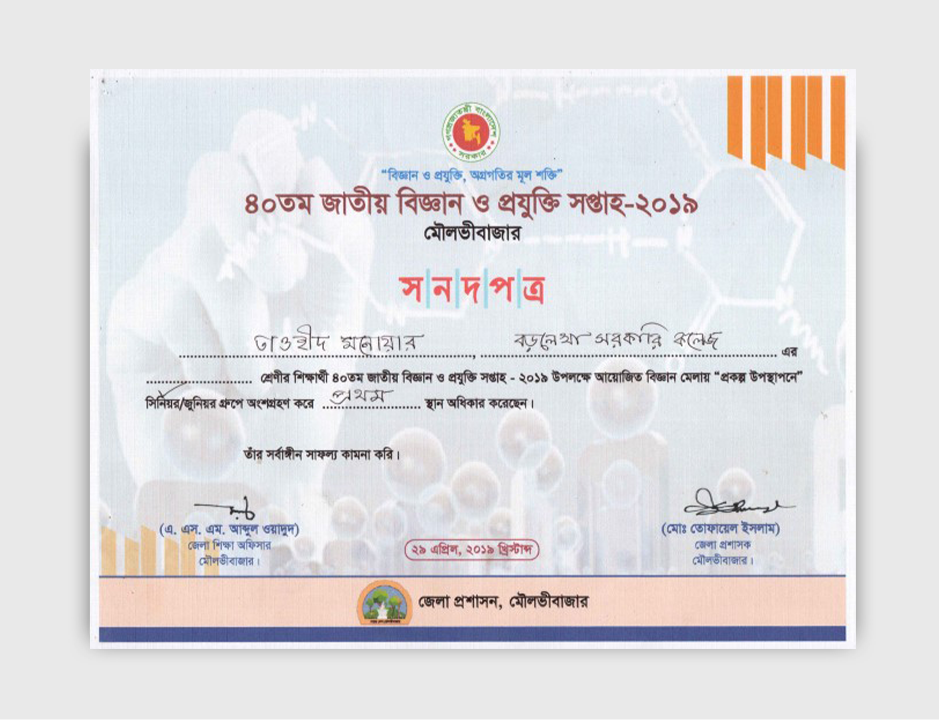 গণপ্রজাতন্ত্রী বাংলাদেশ
সরকার
“বিজ্ঞান ও প্রযুক্তি, অগ্রগতির মূল শক্তি”
৪০তম জাতীয় বিজ্ঞান ও প্রযুক্তি সপ্তাহ-২০১৯
মৌলভীবাজার
সনদপত্র
তাওহীদ মনোয়ার, বড়লেখা সরকারি কলেজ এর
শ্রেণীর শিক্ষার্থী ৪০তম জাতীয় বিজ্ঞান ও প্রযুক্তি সপ্তাহ - ২০১৯ উপলক্ষে আয়োজিত বিজ্ঞান মেলায় “প্রকল্প উপস্থাপনে”
সিনিয়র/জুনিয়র গ্রুপে অংশগ্রহণ করে প্রথম স্থান অধিকার করেছেন।
তাঁর সর্বাঙ্গীন সাফল্য কামনা করি।
(এ. এস. এম. আব্দুল ওয়াদুদ)
জেলা শিক্ষা অফিসার
মৌলভীবাজার।
২৯ এপ্রিল, ২০১৯ খ্রিস্টাব্দ
(মোঃ তোফায়েল ইসলাম)
জেলা প্রশাসক
মৌলভীবাজার।
জেলা প্রশাসন, মৌলভীবাজার